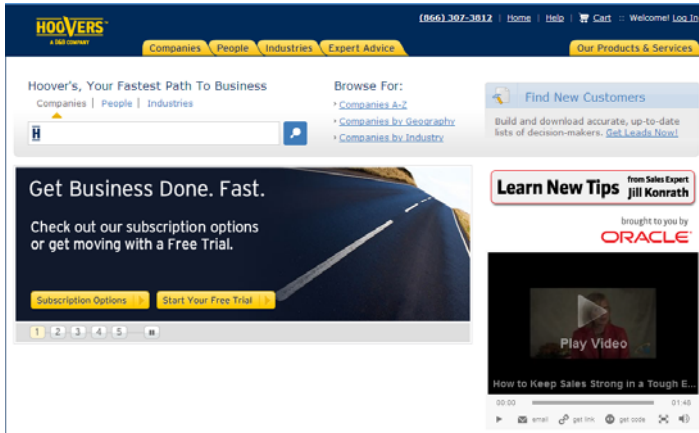 HOOVERS™
A D&B COMPANY
(866) 307-3812 | Home | Help | Cart :: Welcome! Log In
Companies People Industries Expert Advice Our Products & Services
Hoover's, Your Fastest Path To Business
Companies | People | Industries
H
Browse For:
Companies A-Z
Companies by Geography
Companies by Industry
Find New Customers
Build and download accurate, up-to-date
lists of decision-makers. Get Leads Now!
Get Business Done. Fast.
Check out our subscription options
or get moving with a Free Trial.
Subscription Options Start Your Free Trial
1 2 3 4 5
Learn New Tips from Sales Expert
Jill Konrath
brought to you by
ORACLE
Play Video
How to Keep Sales Strong in a Tough E...
00:00 01:48
email get link get code